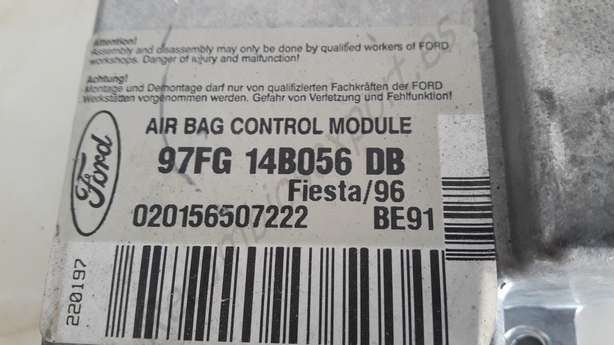 Attention!
Assembly and disassembly may only be done by qualified workers of FORD
workshops. Danger of injury and malfunction!
Achtung!
Montage und Demontage darf nur von qualifizierten Fachkräften der FORD
Werkstätten vorgenommen werden. Gefahr von Verletzung und Fehlfunktion!
Ford
AIR BAG CONTROL MODULE
97FG 14B056 DB
Fiesta/96
020156507222 BE91
220197